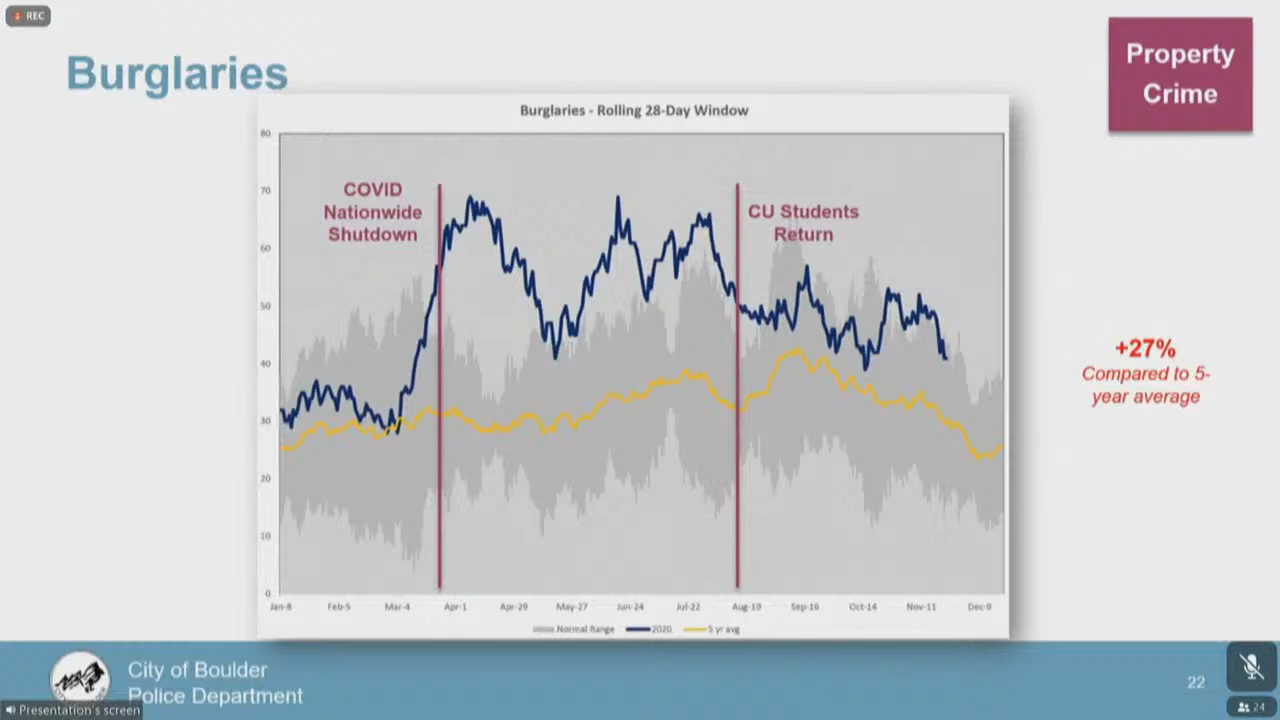 REC
Burglaries
Property
Crime
Burglaries - Rolling 28-Day Window
80
70
60
50
40
30
20
10
0
COVID
Nationwide
Shutdown
CU Students
Return
+27%
Compared to 5-
year average
Jan-8 Feb-5 Mar-4 Apr-1 Apr-29 May-27 Jun-24 Jul-22 Aug-19 Sep-16 Oct-14 Nov-11 Dec-9
Normal Range 2020 5 yr avg
City of Boulder
Police Department
22
Presentation's screen
24